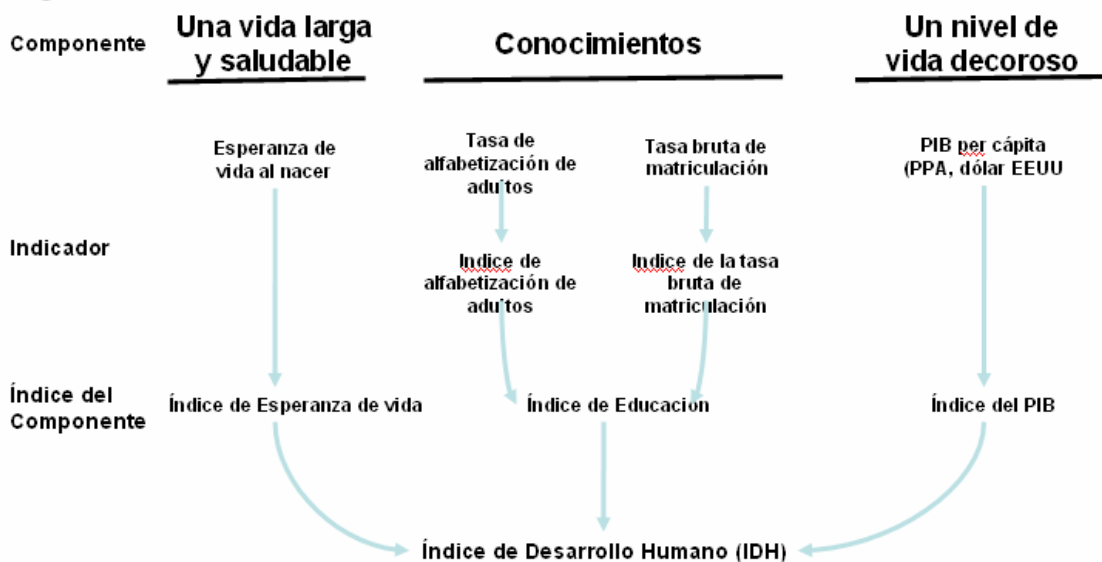 Componente
Una vida larga
y saludable
Conocimientos
Un nivel de
vida decoroso
Esperanza de
vida al nacer
Tasa de
alfabetización de
adultos
Tasa bruta de
matriculación
PIB per cápita
(PPA, dólar EEUU
Indicador
Indice de
alfabetización de
adultos
Indice de la tasa
bruta de
matriculación
Índice del
Componente
Índice de Esperanza de vida
Índice de Educación
Índice del PIB
Índice de Desarrollo Humano (IDH)